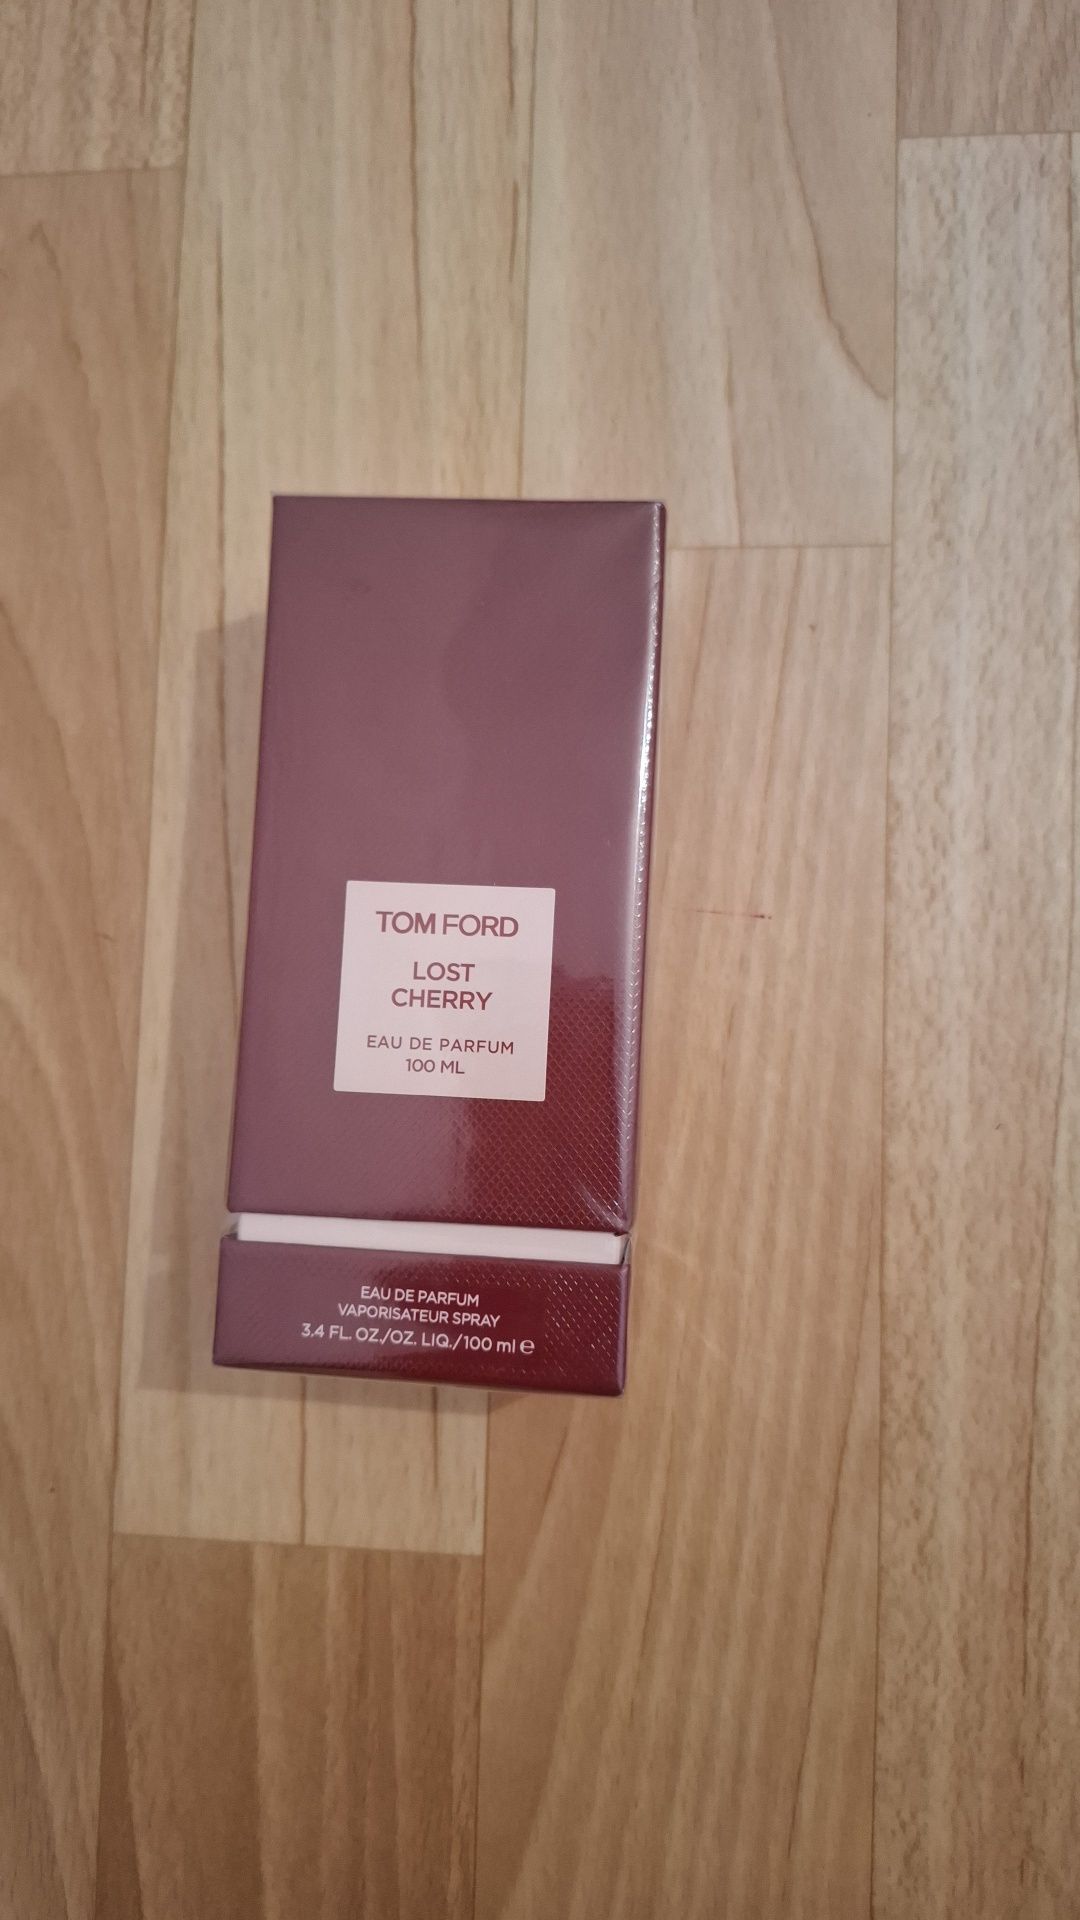 TOM FORD
LOST
CHERRY
EAU DE PARFUM
100 ML
EAU DE PARFUM
VAPORISATEUR SPRAY
3.4 FL. OZ./OZ. LIQ./100 ml ℮